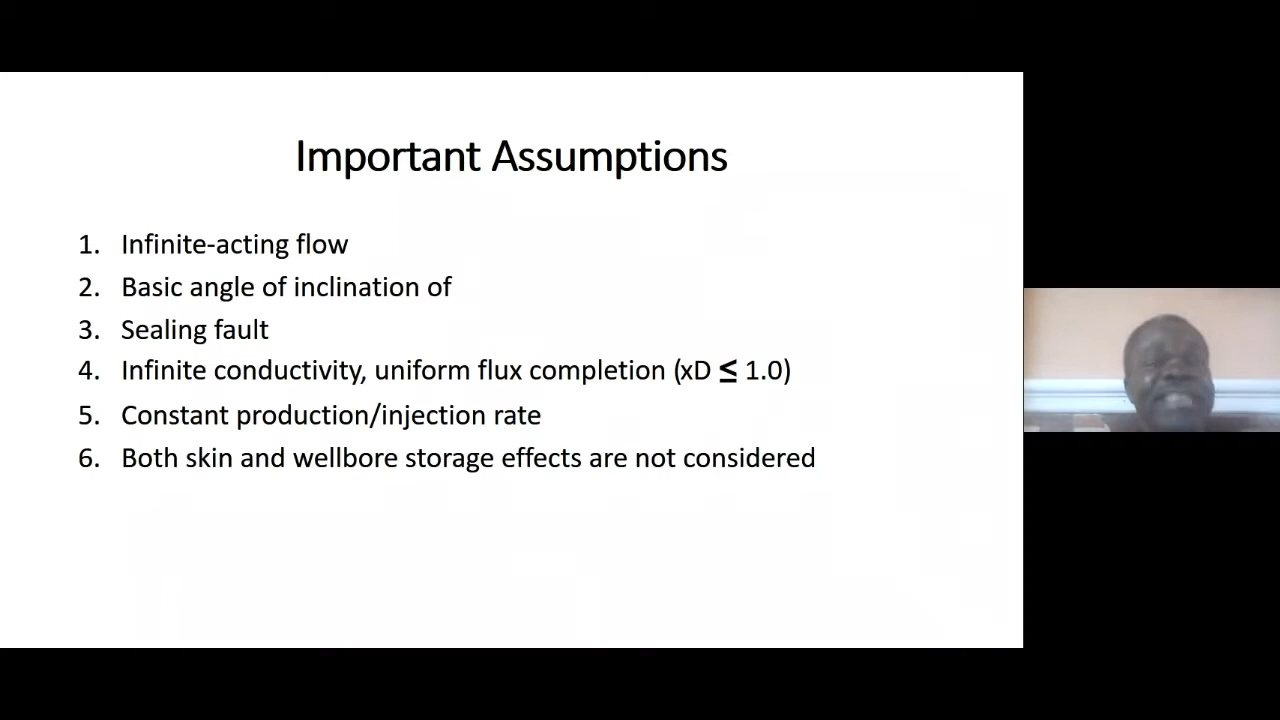 Important Assumptions
1. Infinite-acting flow
2. Basic angle of inclination of
3. Sealing fault
4. Infinite conductivity, uniform flux completion (xD ≤ 1.0)
5. Constant production/injection rate
6. Both skin and wellbore storage effects are not considered